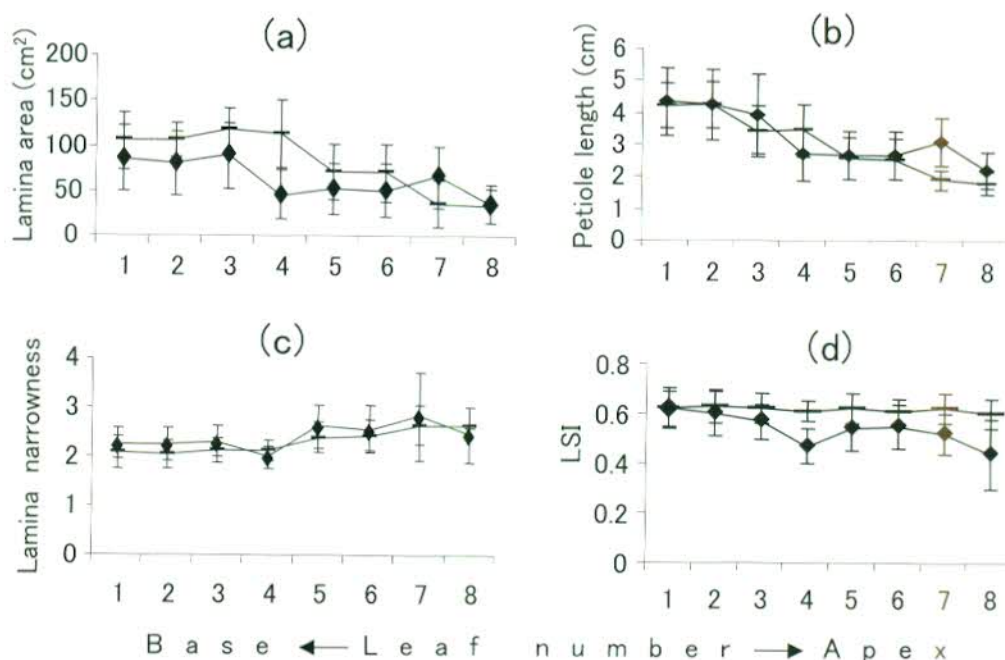 (a)
Lamina area (cm²)
200
150
100
50
0
1 2 3 4 5 6 7 8
(b)
Petiole length (cm)
6
5
4
3
2
1
0
1 2 3 4 5 6 7 8
(c)
Lamina narrowness
4
3
2
1
0
1 2 3 4 5 6 7 8
(d)
LSI
0.8
0.6
0.4
0.2
0
1 2 3 4 5 6 7 8
Base ← Leaf number → Apex